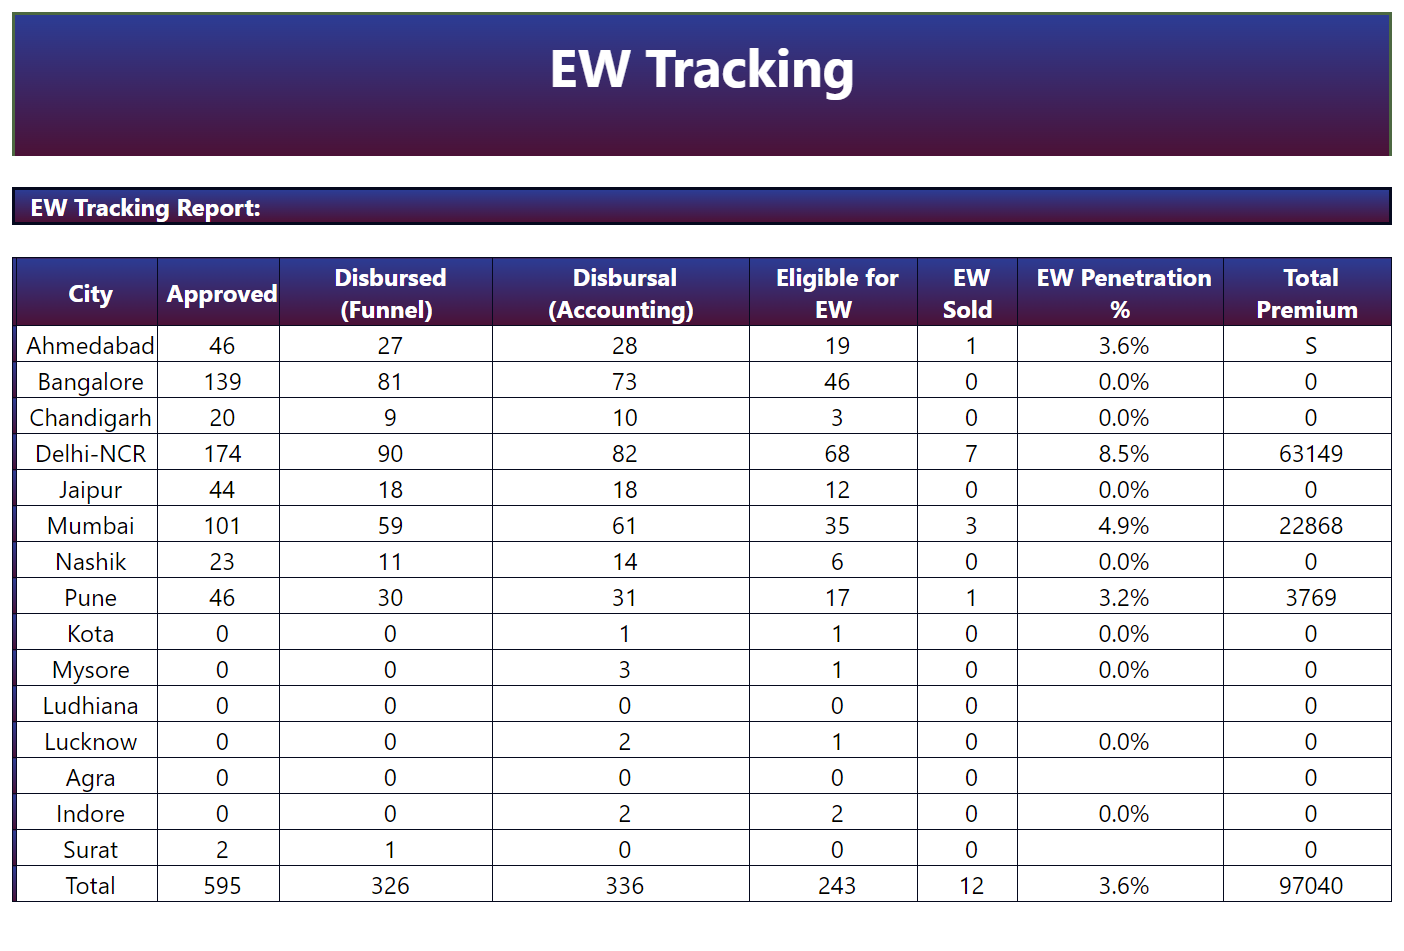 EW Tracking
EW Tracking Report:
City Approved Disbursed (Funnel) Disbursal (Accounting) Eligible for EW EW Sold EW Penetration % Total Premium
Ahmedabad 46 27 28 19 1 3.6% S
Bangalore 139 81 73 46 0 0.0% 0
Chandigarh 20 9 10 3 0 0.0% 0
Delhi-NCR 174 90 82 68 7 8.5% 63149
Jaipur 44 18 18 12 0 0.0% 0
Mumbai 101 59 61 35 3 4.9% 22868
Nashik 23 11 14 6 0 0.0% 0
Pune 46 30 31 17 1 3.2% 3769
Kota 0 0 1 1 0 0.0% 0
Mysore 0 0 3 1 0 0.0% 0
Ludhiana 0 0 0 0 0 0
Lucknow 0 0 2 1 0 0.0% 0
Agra 0 0 0 0 0 0
Indore 0 0 2 2 0 0.0% 0
Surat 2 1 0 0 0 0
Total 595 326 336 243 12 3.6% 97040